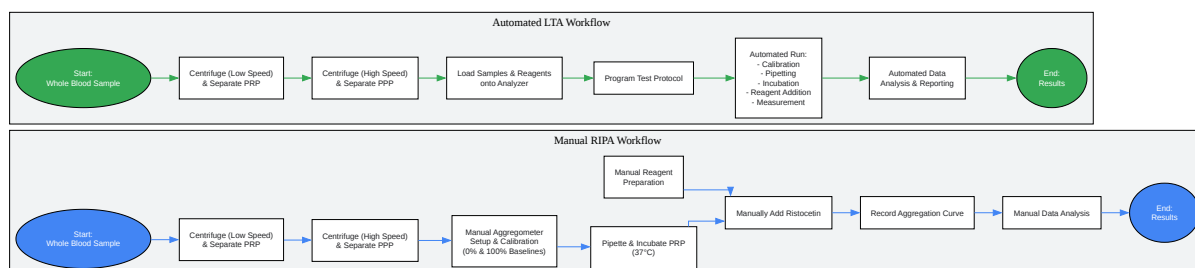 Automated LTA Workflow
Start:
Whole Blood Sample
Centrifuge (Low Speed)
& Separate PRP
Centrifuge (High Speed)
& Separate PPP
Load Samples & Reagents
onto Analyzer
Program Test Protocol
Automated Run:
- Calibration
- Pipetting
- Incubation
- Reagent Addition
- Measurement
Automated Data
Analysis & Reporting
End:
Results
Manual RIPA Workflow
Start:
Whole Blood Sample
Centrifuge (Low Speed)
& Separate PRP
Centrifuge (High Speed)
& Separate PPP
Manual Aggregometer
Setup & Calibration
(0% & 100% Baselines)
Manual Reagent
Preparation
Pipette & Incubate PRP
(37°C)
Manually Add Ristocetin
Record Aggregation Curve
Manual Data Analysis
End:
Results